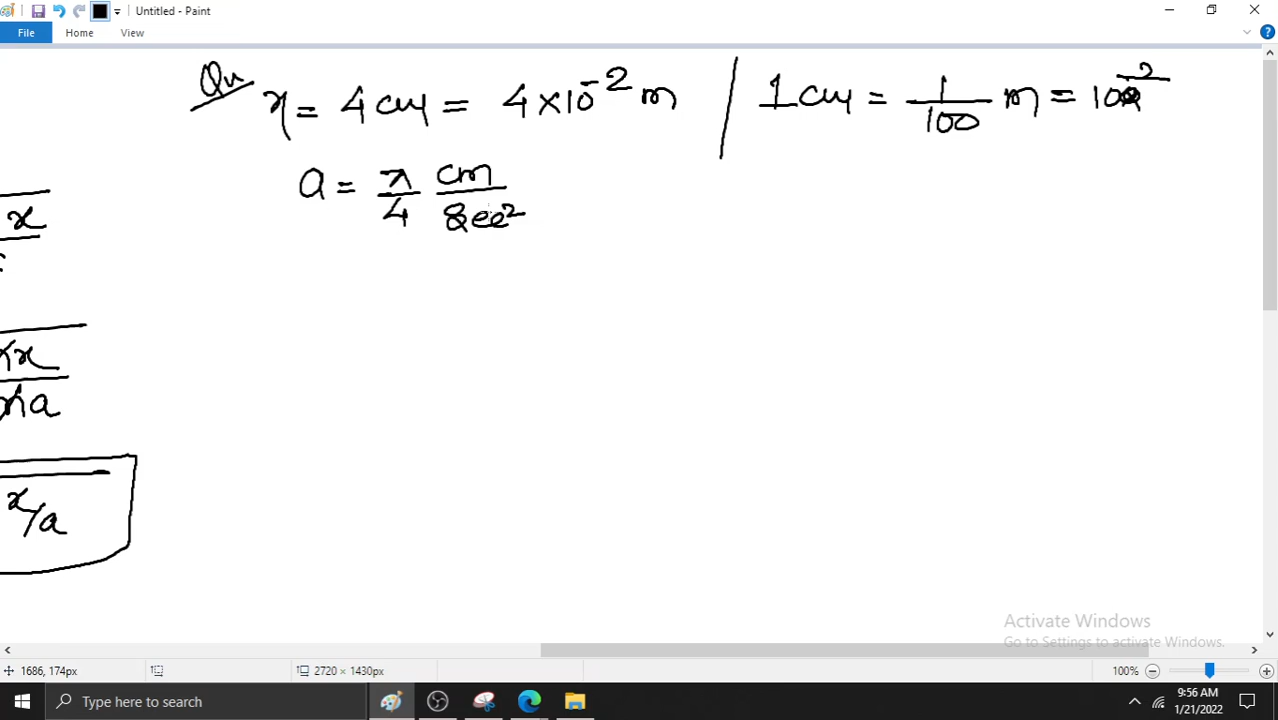 Untitled - Paint
File Home View
Qu
x = 4 cm = 4×10⁻² m / 1 cm = 1/100 m = 10⁻²
a = π/4 cm/sec²
x
xx
xa
x/a
Activate Windows
Go to Settings to activate Windows.
1686, 174px 2720 × 1430px 100%
Type here to search
9:56 AM
1/21/2022